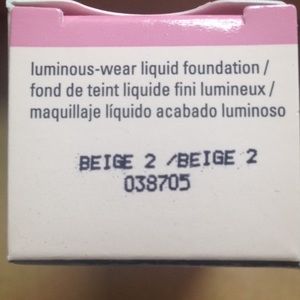 luminous-wear liquid foundation /
fond de teint liquide fini lumineux /
maquillaje líquido acabado luminoso
BEIGE 2 /BEIGE 2
038705